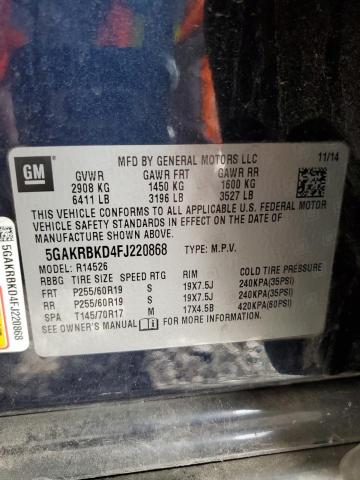 GM
MFD BY GENERAL MOTORS LLC 11/14
GVWR GAWR FRT GAWR RR
2908 KG 1450 KG 1600 KG
6411 LB 3196 LB 3527 LB
THIS VEHICLE CONFORMS TO ALL APPLICABLE U.S. FEDERAL MOTOR
VEHICLE SAFETY
THEFT PREVENTION STANDARDS IN EFFECT ON THE DATE OF
MANUFACTURE SHOWN ABOVE.
5GAKRBKD4FJ220868 TYPE: M.P.V.
MODEL: R14526
RBBG TIRE SIZE SPEED RTG RIM COLD TIRE PRESSURE
FRT P255/60R19 S 19X7.5J 240KPA(35PSI)
RR P255/60R19 S 19X7.5J 240KPA(35PSI)
SPA T145/70R17 M 17X4.5B 420KPA(60PSI)
SEE OWNER'S MANUAL FOR MORE INFORMATION.
5GAKRBKD4FJ220868